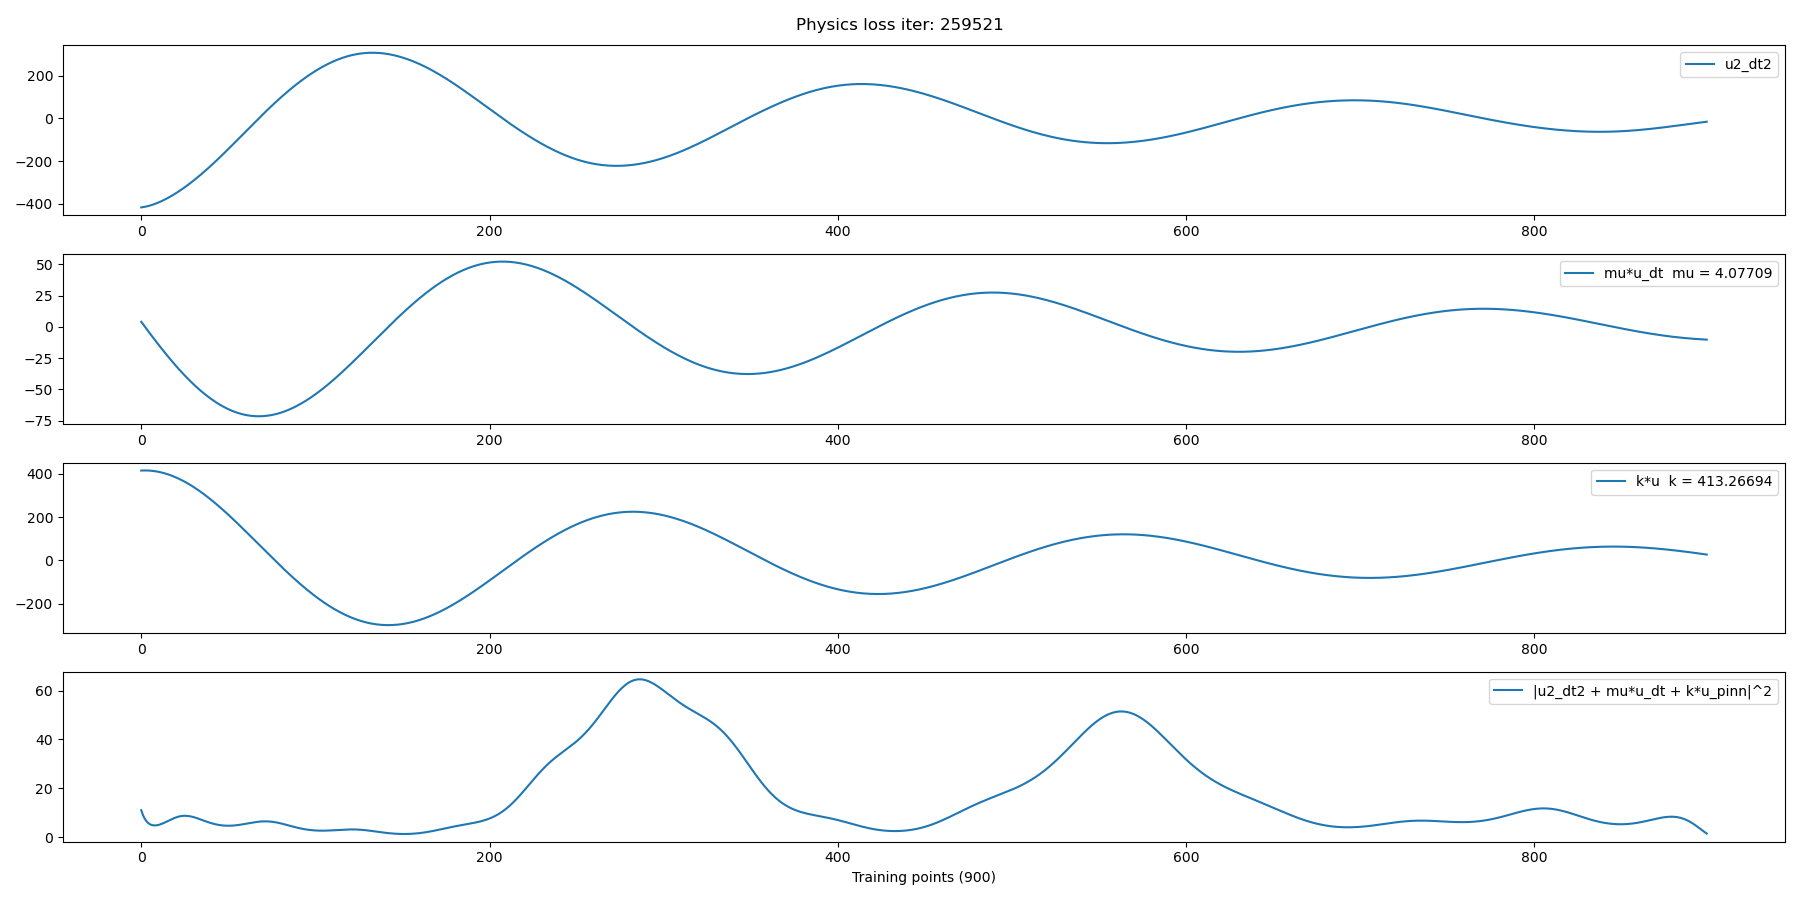 Physics loss iter: 259521
200
0
−200
−400
u2_dt2
0 200 400 600 800
50
25
0
−25
−50
−75
mu*u_dt mu = 4.07709
0 200 400 600 800
400
200
0
−200
k*u k = 413.26694
0 200 400 600 800
60
40
20
0
|u2_dt2 + mu*u_dt + k*u_pinn|^2
0 200 400 600 800
Training points (900)